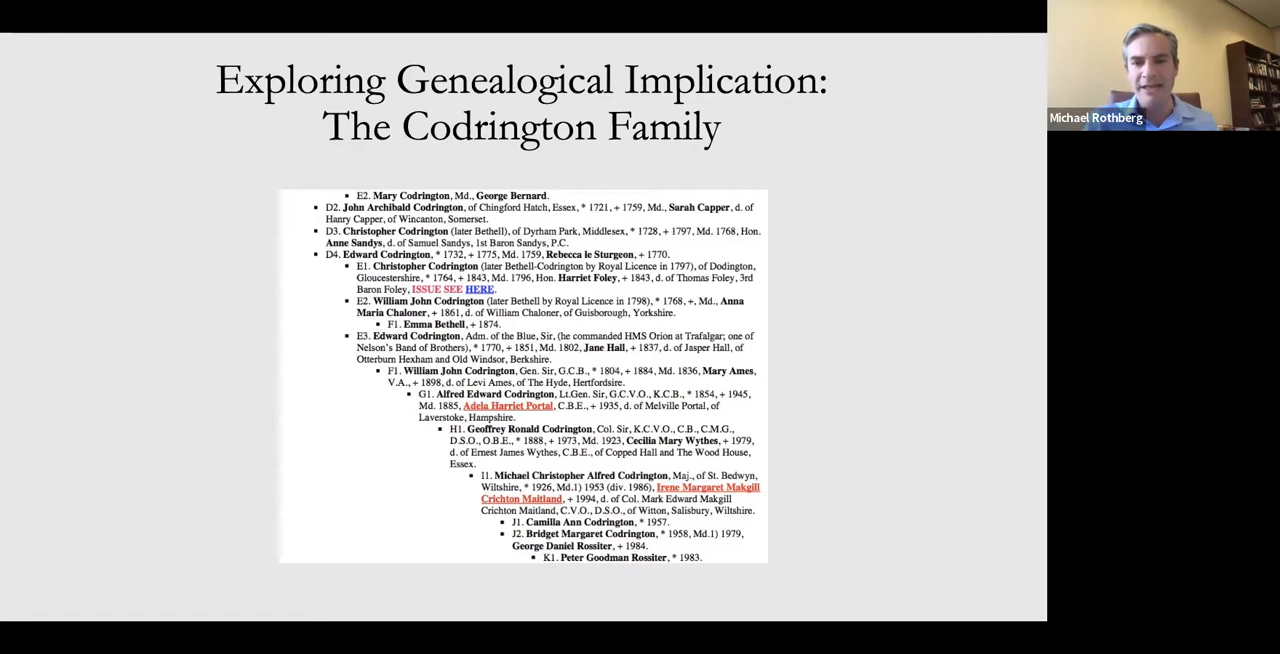 Exploring Genealogical Implication:
The Codrington Family
Michael Rothberg
▪ E2. Mary Codrington, Md., George Bernard.
▪ D2. John Archibald Codrington, of Chingford Hatch, Essex, * 1721, + 1759, Md., Sarah Capper, d. of
Hanry Capper, of Wincanton, Somerset.
▪ D3. Christopher Codrington (later Bethell), of Dyrham Park, Middlesex, * 1728, + 1797, Md. 1768, Hon.
Anne Sandys, d. of Samuel Sandys, 1st Baron Sandys, P.C.
▪ D4. Edward Codrington, * 1732, + 1775, Md. 1759, Rebecca le Sturgeon, + 1770.
▪ E1. Christopher Codrington (later Bethell-Codrington by Royal Licence in 1797), of Dodington,
Gloucestershire, * 1764, + 1843, Md. 1796, Hon. Harriet Foley, + 1843, d. of Thomas Foley, 3rd
Baron Foley, ISSUE SEE HERE.
▪ E2. William John Codrington (later Bethell by Royal Licence in 1798), * 1768, +, Md., Anna
Maria Chaloner, + 1861, d. of William Chaloner, of Guisborough, Yorkshire.
▪ F1. Emma Bethell, + 1874.
▪ E3. Edward Codrington, Adm. of the Blue, Sir, (he commanded HMS Orion at Trafalgar; one of
Nelson's Band of Brothers), * 1770, + 1851, Md. 1802, Jane Hall, + 1837, d. of Jasper Hall, of
Otterburn Hexham and Old Windsor, Berkshire.
▪ F1. William John Codrington, Gen. Sir, G.C.B., * 1804, + 1884, Md. 1836, Mary Ames,
V.A., + 1898, d. of Levi Ames, of The Hyde, Hertfordsire.
▪ G1. Alfred Edward Codrington, Lt.Gen. Sir, G.C.V.O., K.C.B., * 1854, + 1945,
Md. 1885, Adela Harriet Portal, C.B.E., + 1935, d. of Melville Portal, of
Laverstoke, Hampshire.
▪ H1. Geoffrey Ronald Codrington, Col. Sir, K.C.V.O., C.B., C.M.G.,
D.S.O., O.B.E., * 1888, + 1973, Md. 1923, Cecilia Mary Wythes, + 1979,
d. of Ernest James Wythes, C.B.E., of Copped Hall and The Wood House,
Essex.
▪ I1. Michael Christopher Alfred Codrington, Maj., of St. Bedwyn,
Wiltshire, * 1926, Md.1) 1953 (div. 1986), Irene Margaret Makgill
Crichton Maitland, + 1994, d. of Col. Mark Edward Makgill
Crichton Maitland, C.V.O., D.S.O., of Witton, Salisbury, Wiltshire.
▪ J1. Camilla Ann Codrington, * 1957.
▪ J2. Bridget Margaret Codrington, * 1958, Md.1) 1979,
George Daniel Rossiter, + 1984.
▪ K1. Peter Goodman Rossiter, * 1983.